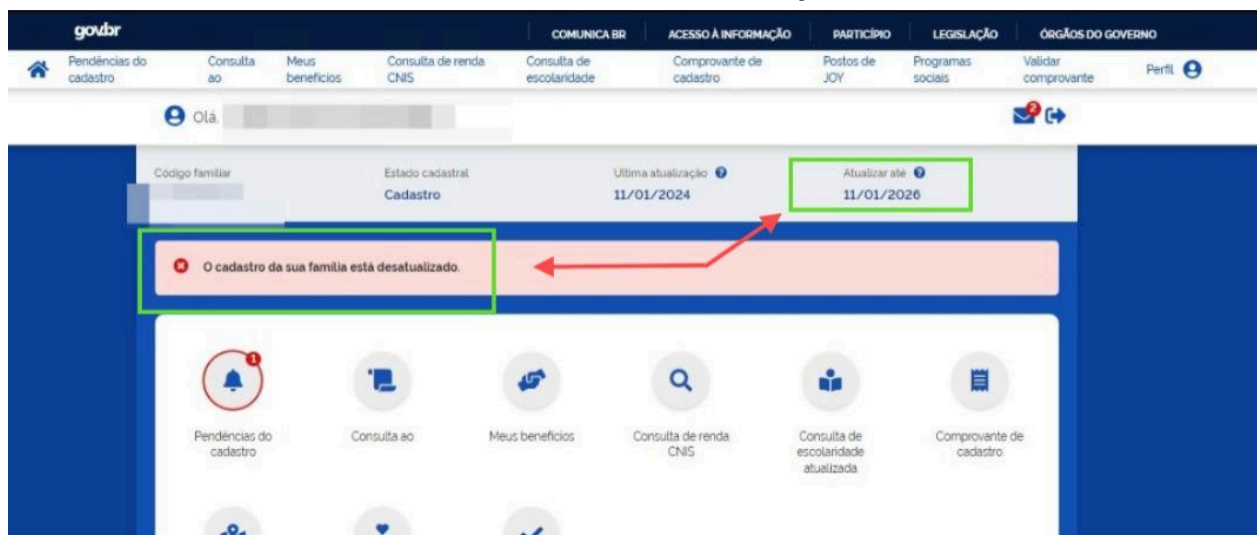 gov.br
COMUNICA BR ACESSO À INFORMAÇÃO PARTICÍPIO LEGISLAÇÃO ÓRGÃOS DO GOVERNO
Pendências do cadastro
Consulta ao
Meus benefícios
Consulta de renda CNIS
Consulta de escolaridade
Comprovante de cadastro
Postos de JOY
Programas sociais
Validar comprovante
Perfil
Olá,
2
Código familiar
Estado cadastral
Cadastro
Última atualização ?
11/01/2024
Atualizar até ?
11/01/2026
O cadastro da sua família está desatualizado.
1
Pendências do
cadastro
Consulta ao
Meus benefícios
Consulta de renda
CNIS
Consulta de
escolaridade
atualizada
Comprovante de
cadastro